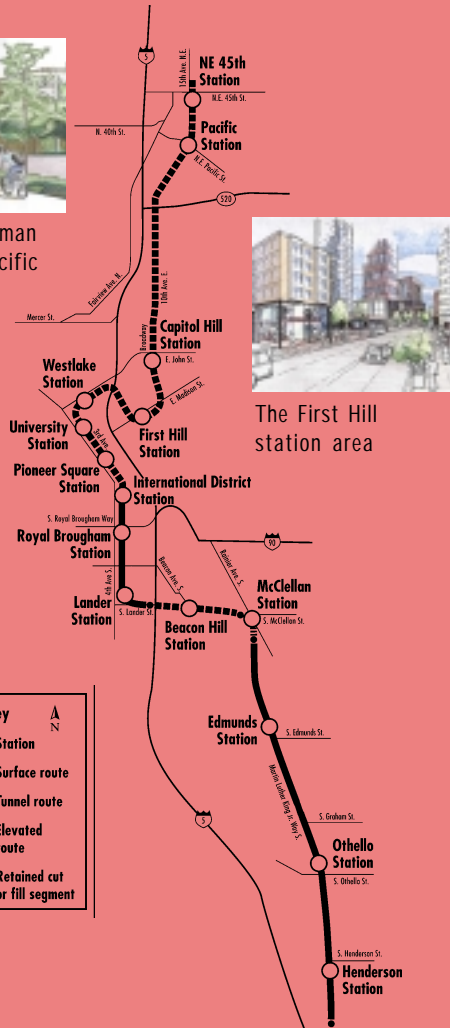 5
15th Ave. N.E.
NE 45th
Station
N.E. 45th St.
N. 40th St.
Pacific
Station
N.E. Pacific St.
520
man
cific
Fairview Ave. N.
10th Ave. E.
Mercer St.
Broadway
Capitol Hill
Station
E. John St.
Westlake
Station
E. Madison St.
The First Hill
station area
University
Station
3rd Ave.
First Hill
Station
Pioneer Square
Station
International District
Station
S. Royal Brougham Way
Royal Brougham
Station
90
Rainier Ave. S.
Beacon Ave. S.
4th Ave S.
McClellan
Station
Lander
Station
S. Lander St.
S. McClellan St.
Beacon Hill
Station
ey
N
Station
Surface route
Tunnel route
Elevated
route
Retained cut
or fill segment
Edmunds
Station
S. Edmunds St.
Martin Luther King Jr. Way S.
5
S. Graham St.
Othello
Station
S. Othello St.
S. Henderson St.
Henderson
Station